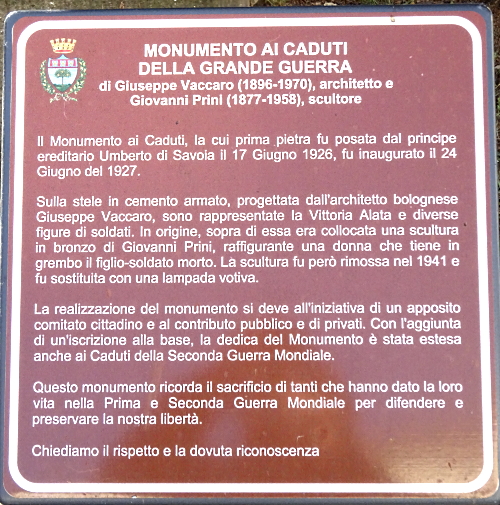 MONUMENTO AI CADUTI
DELLA GRANDE GUERRA
di Giuseppe Vaccaro (1896-1970), architetto e
Giovanni Prini (1877-1958), scultore
Il Monumento ai Caduti, la cui prima pietra fu posata dal principe
ereditario Umberto di Savoia il 17 Giugno 1926, fu inaugurato il 24
Giugno del 1927.
Sulla stele in cemento armato, progettata dall'architetto bolognese
Giuseppe Vaccaro, sono rappresentate la Vittoria Alata e diverse
figure di soldati. In origine, sopra di essa era collocata una scultura
in bronzo di Giovanni Prini, raffigurante una donna che tiene in
grembo il figlio-soldato morto. La scultura fu però rimossa nel 1941 e
fu sostituita con una lampada votiva.
La realizzazione del monumento si deve all'iniziativa di un apposito
comitato cittadino e al contributo pubblico e di privati. Con l'aggiunta
di un'iscrizione alla base, la dedica del Monumento è stata estesa
anche ai Caduti della Seconda Guerra Mondiale.
Questo monumento ricorda il sacrificio di tanti che hanno dato la loro
vita nella Prima e Seconda Guerra Mondiale per difendere e
preservare la nostra libertà.
Chiediamo il rispetto e la dovuta riconoscenza